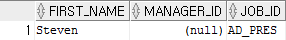 FIRST_NAME MANAGER_ID JOB_ID
1 Steven (null) AD_PRES